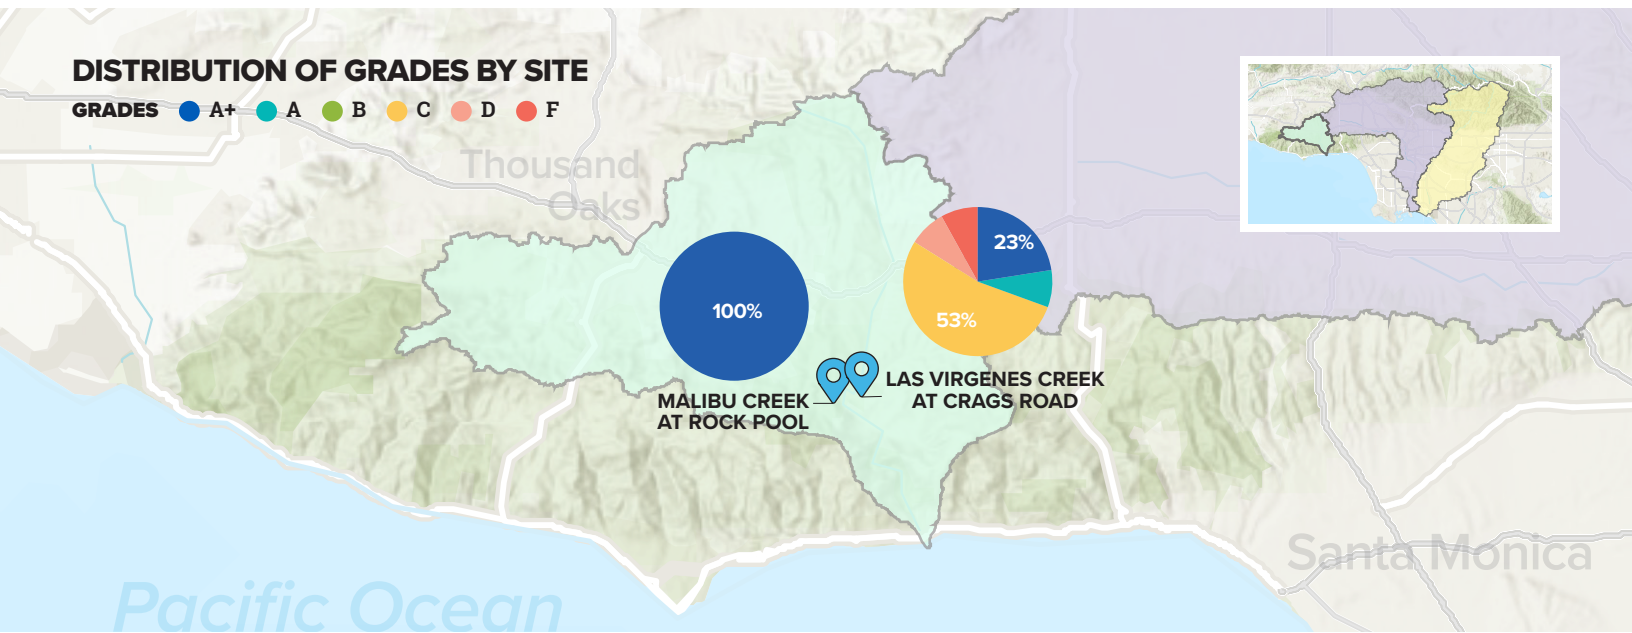 DISTRIBUTION OF GRADES BY SITE
GRADES A+ A B C D F
Thousand
Oaks
23%
100%
53%
MALIBU CREEK
AT ROCK POOL
LAS VIRGENES CREEK
AT CRAGS ROAD
Santa Monica
Pacific Ocean